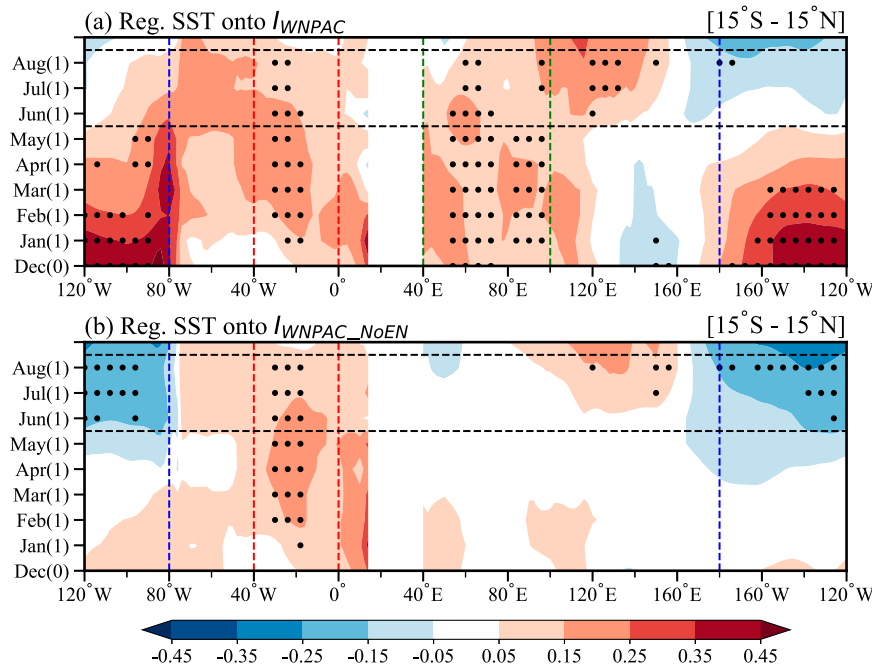 (a) Reg. SST onto I_WNPAC [15°S - 15°N]
Aug(1)
Jul(1)
Jun(1)
May(1)
Apr(1)
Mar(1)
Feb(1)
Jan(1)
Dec(0)
120°W 80°W 40°W 0° 40°E 80°E 120°E 160°E 160°W 120°W
(b) Reg. SST onto I_WNPAC_NoEN [15°S - 15°N]
Aug(1)
Jul(1)
Jun(1)
May(1)
Apr(1)
Mar(1)
Feb(1)
Jan(1)
Dec(0)
120°W 80°W 40°W 0° 40°E 80°E 120°E 160°E 160°W 120°W
-0.45 -0.35 -0.25 -0.15 -0.05 0.05 0.15 0.25 0.35 0.45